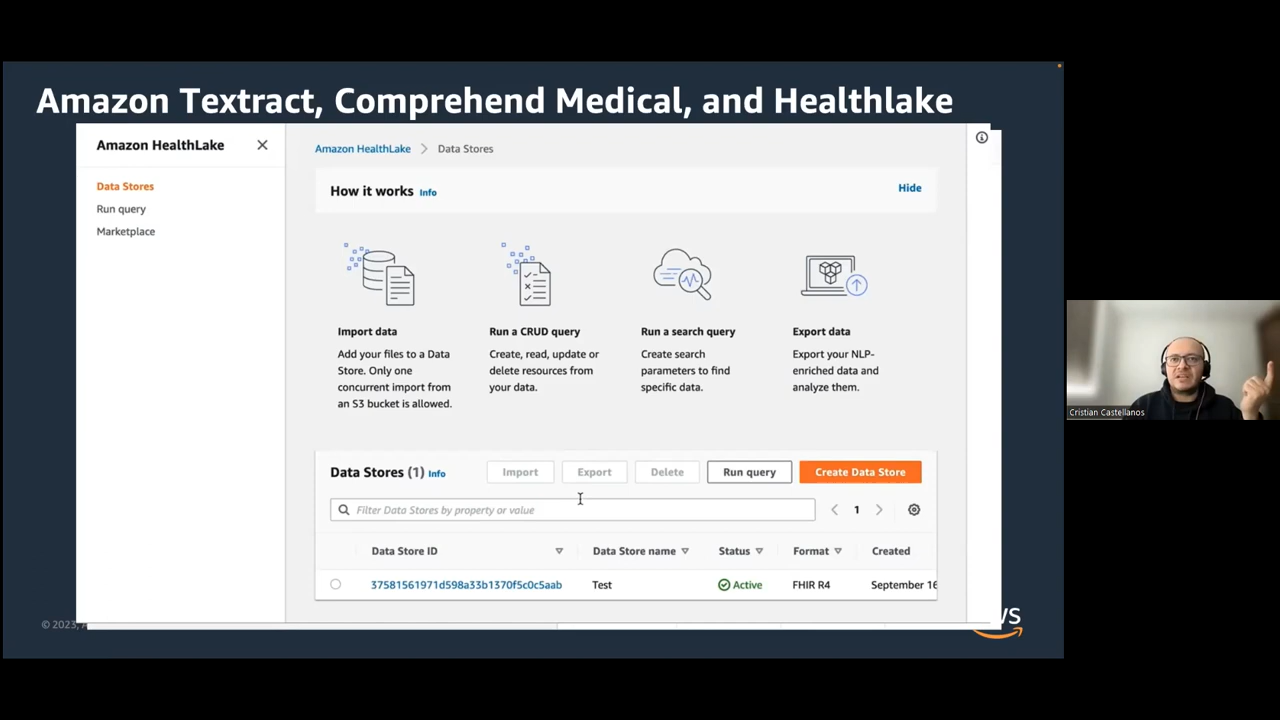 Amazon Textract, Comprehend Medical, and Healthlake
Amazon HealthLake
Data Stores
Run query
Marketplace
Amazon HealthLake > Data Stores
How it works Info
Hide
Import data
Add your files to a Data
Store. Only one
concurrent import from
an S3 bucket is allowed.
Run a CRUD query
Create, read, update or
delete resources from
your data.
Run a search query
Create search
parameters to find
specific data.
Export data
Export your NLP-
enriched data and
analyze them.
Data Stores (1) Info
Import
Export
Delete
Run query
Create Data Store
Filter Data Stores by property or value
1
Data Store ID
Data Store name
Status
Format
Created
37581561971d598a33b1370f5c0c5aab
Test
Active
FHIR R4
September 16
© 2023,
Cristian Castellanos